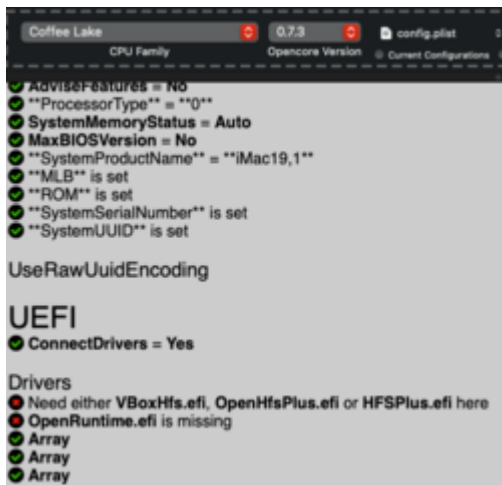 Coffee Lake 0.7.3 config.plist
CPU Family Opencore Version Current Configurations
AdviseFeatures = No
**ProcessorType** = **0**
SystemMemoryStatus = Auto
MaxBIOSVersion = No
**SystemProductName** = **iMac19,1**
**MLB** is set
**ROM** is set
**SystemSerialNumber** is set
**SystemUUID** is set
UseRawUuidEncoding
UEFI
ConnectDrivers = Yes
Drivers
Need either VBoxHfs.efi, OpenHfsPlus.efi or HFSPlus.efi here
OpenRuntime.efi is missing
Array
Array
Array